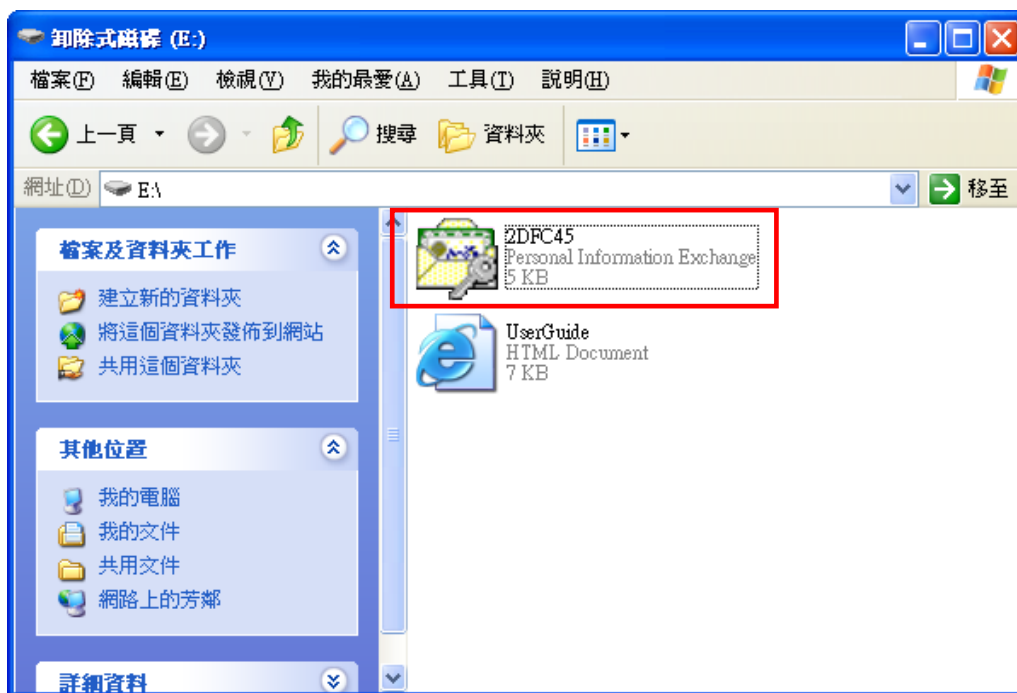 卸除式磁碟 (E:)
檔案(F) 編輯(E) 檢視(V) 我的最愛(A) 工具(T) 說明(H)
上一頁 搜尋 資料夾
網址(D) E:\ 移至
檔案及資料夾工作
建立新的資料夾
將這個資料夾發佈到網站
共用這個資料夾
其他位置
我的電腦
我的文件
共用文件
網路上的芳鄰
詳細資料
2DFC45
Personal Information Exchange
5 KB
UserGuide
HTML Document
7 KB